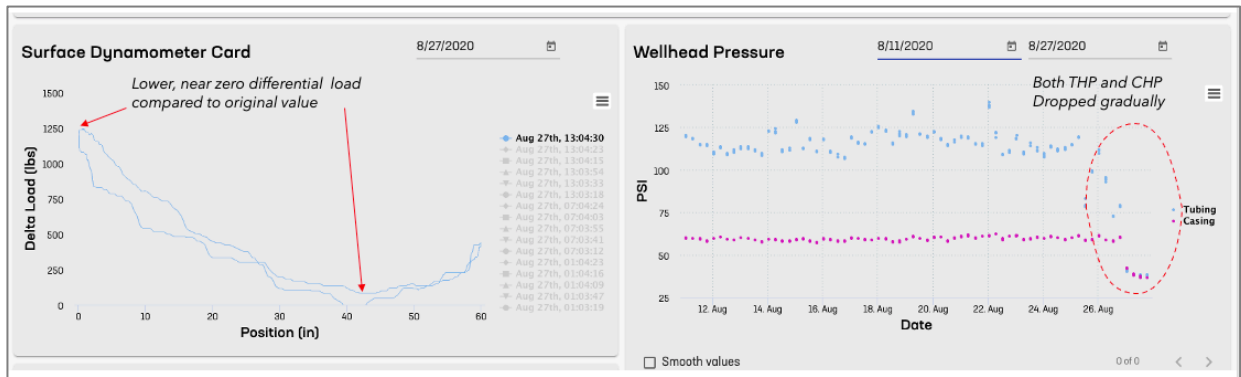 Surface Dynamometer Card
8/27/2020
Lower, near zero differential load
compared to original value
1500
1250
1000
750
500
250
0
Delta Load (lbs)
0 10 20 30 40 50 60
Position (in)
Aug 27th, 13:04:30
Aug 27th, 13:04:23
Aug 27th, 13:04:15
Aug 27th, 13:03:54
Aug 27th, 13:03:33
Aug 27th, 13:03:18
Aug 27th, 07:04:24
Aug 27th, 07:04:03
Aug 27th, 07:03:55
Aug 27th, 07:03:41
Aug 27th, 07:03:12
Aug 27th, 01:04:23
Aug 27th, 01:04:16
Aug 27th, 01:04:09
Aug 27th, 01:03:47
Aug 27th, 01:03:19
Wellhead Pressure
8/11/2020
8/27/2020
Both THP and CHP
Dropped gradually
150
125
100
75
50
25
PSI
12. Aug 14. Aug 16. Aug 18. Aug 20. Aug 22. Aug 24. Aug 26. Aug
Date
Tubing
Casing
Smooth values
0 of 0